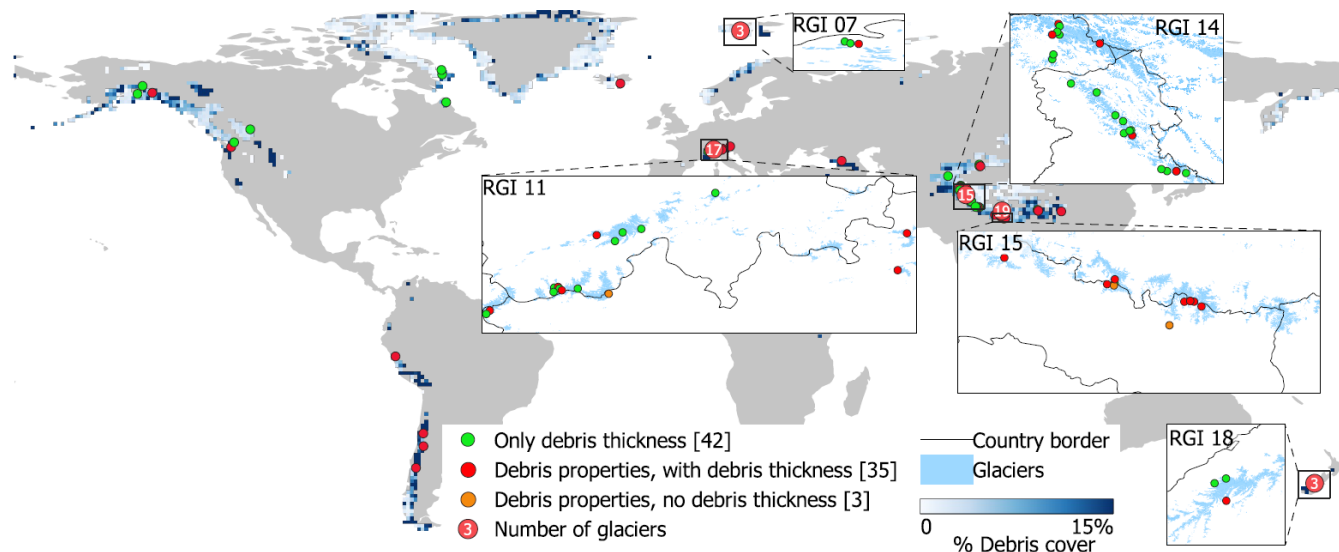 3
RGI 07
RGI 14
17
15
19
RGI 11
RGI 15
RGI 18
3
Only debris thickness [42]
Debris properties, with debris thickness [35]
Debris properties, no debris thickness [3]
3 Number of glaciers
Country border
Glaciers
0 15%
% Debris cover